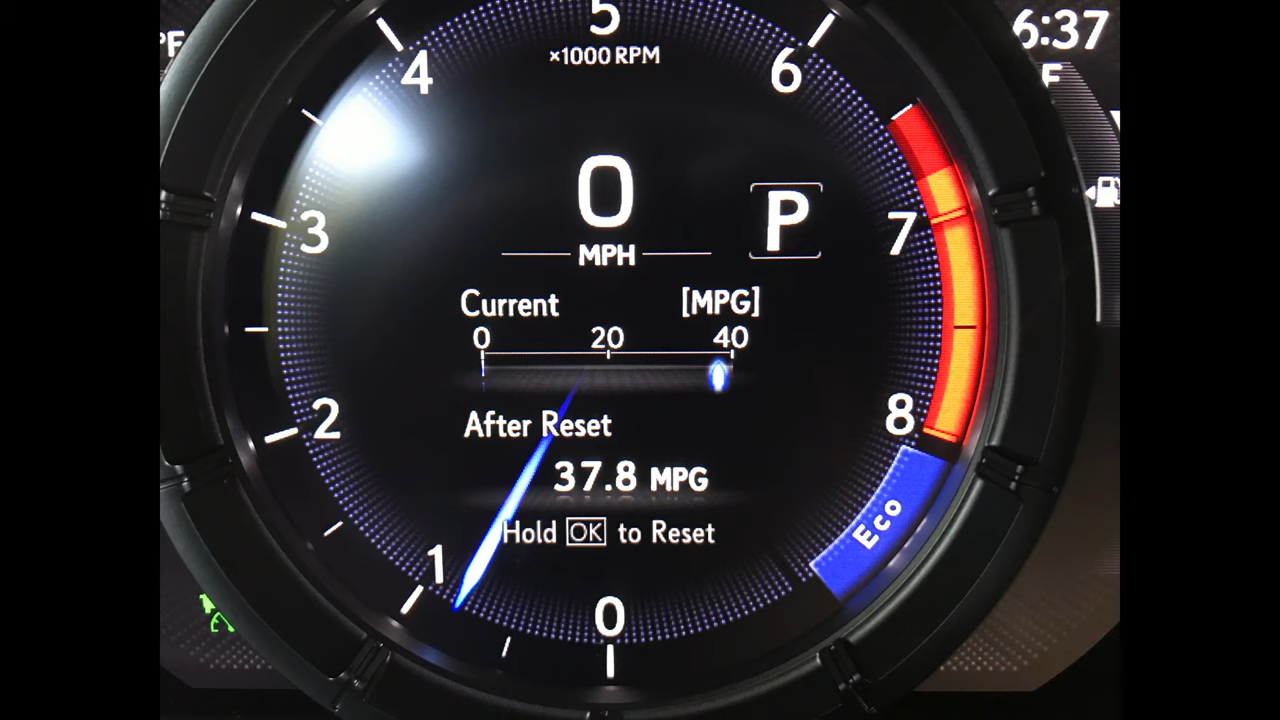 5
×1000 RPM
6:37
4
6
0
P
MPH
3
7
Current [MPG]
0 20 40
After Reset
2
8
37.8 MPG
Hold OK to Reset
Eco
1
0